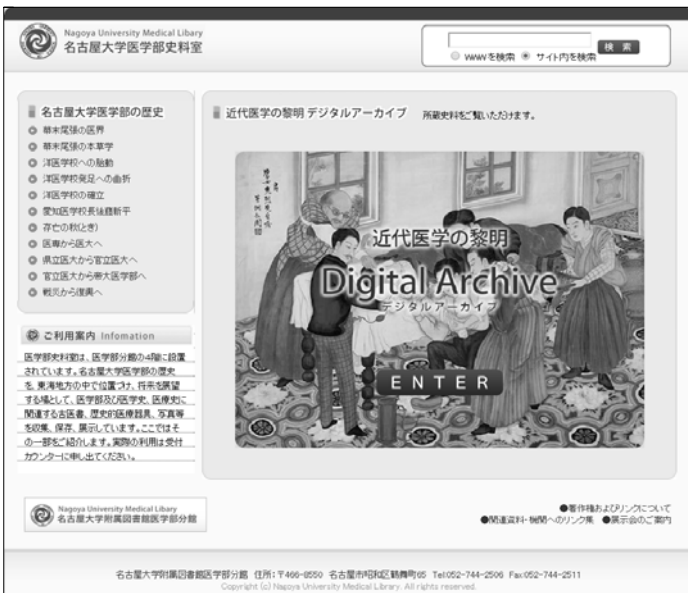 Nagoya University Medical Libary
名古屋大学医学部史料室
検 索
wwwを検索 サイト内を検索
名古屋大学医学部の歴史
幕末尾張の医界
幕末尾張の本草学
洋医学校への胎動
洋医学校発足への曲折
洋医学校の確立
愛知医学校長後藤新平
存亡の秋(とき)
医専から医大へ
県立医大から官立医大へ
官立医大から帝大医学部へ
戦災から復興へ
ご利用案内 Infomation
医学部史料室は、医学部分館の4階に設置
されています。名古屋大学医学部の歴史
を、東海地方の中で位置づけ、将来を展望
する場として、医学部及び医学史、医療史に
関連する古医書、歴史的医療器具、写真等
を収集、保存、展示しています。ここではそ
の一部をご紹介します。実際の利用は受付
カウンターに申し出てください。
近代医学の黎明 デジタルアーカイブ 所蔵史料をご覧いただけます。
近代医学の黎明
Digital Archive
デジタルアーカイブ
ENTER
Nagoya University Medical Libary
名古屋大学附属図書館医学部分館
●著作権およびリンクについて
●関連資料・機関へのリンク集 ●展示会のご案内
名古屋大学附属図書館医学部分館 住所:〒466-8550 名古屋市昭和区鶴舞町65 Tel:052-744-2506 Fax:052-744-2511
Copyright (c) Nagoya University Medical Library. All rights reserved.